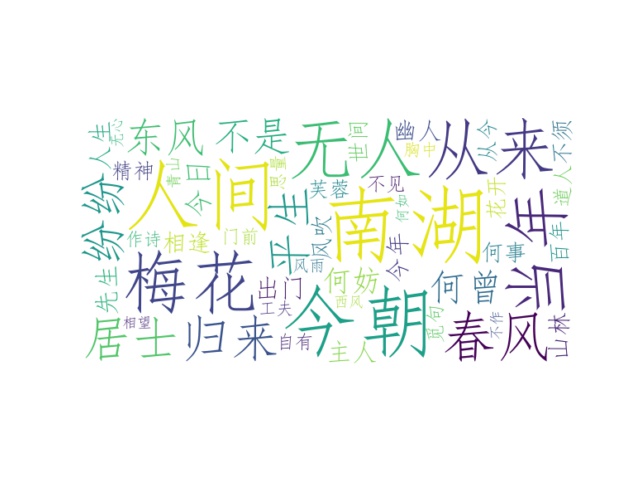 人生
无心
东风
不是
无人
世间
幽人
胸中
从今
从来
不须
道人
纷纷
精神
青山
今日
人间
思量
芙蓉
平生
风吹
不见
南湖
何如
花开
当年
百年
作诗
相逢
门前
今年
何事
先生
梅花
出门
工夫
风雨
何妨
西风
今朝
何曾
觅句
春风
不作
山林
居士
相望
归来
自有
主人